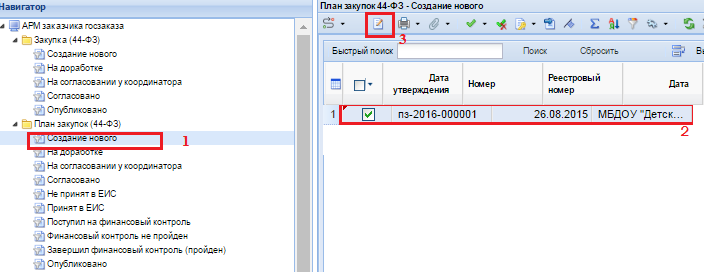 Навигатор
АРМ заказчика госзаказа
Закупка (44-ФЗ)
Создание нового
На доработке
На согласовании у координатора
Согласовано
Опубликовано
План закупок (44-ФЗ)
Создание нового
1
На доработке
На согласовании у координатора
Согласовано
Не принят в ЕИС
Принят в ЕИС
Поступил на финансовый контроль
Финансовый контроль не пройден
Завершил финансовый контроль (пройден)
Опубликовано
План закупок 44-ФЗ - Создание нового
3
Быстрый поиск Поиск Сбросить
Дата утверждения Номер Реестровый номер Дата
1 пз-2016-000001 26.08.2015 МБДОУ "Детск...
2